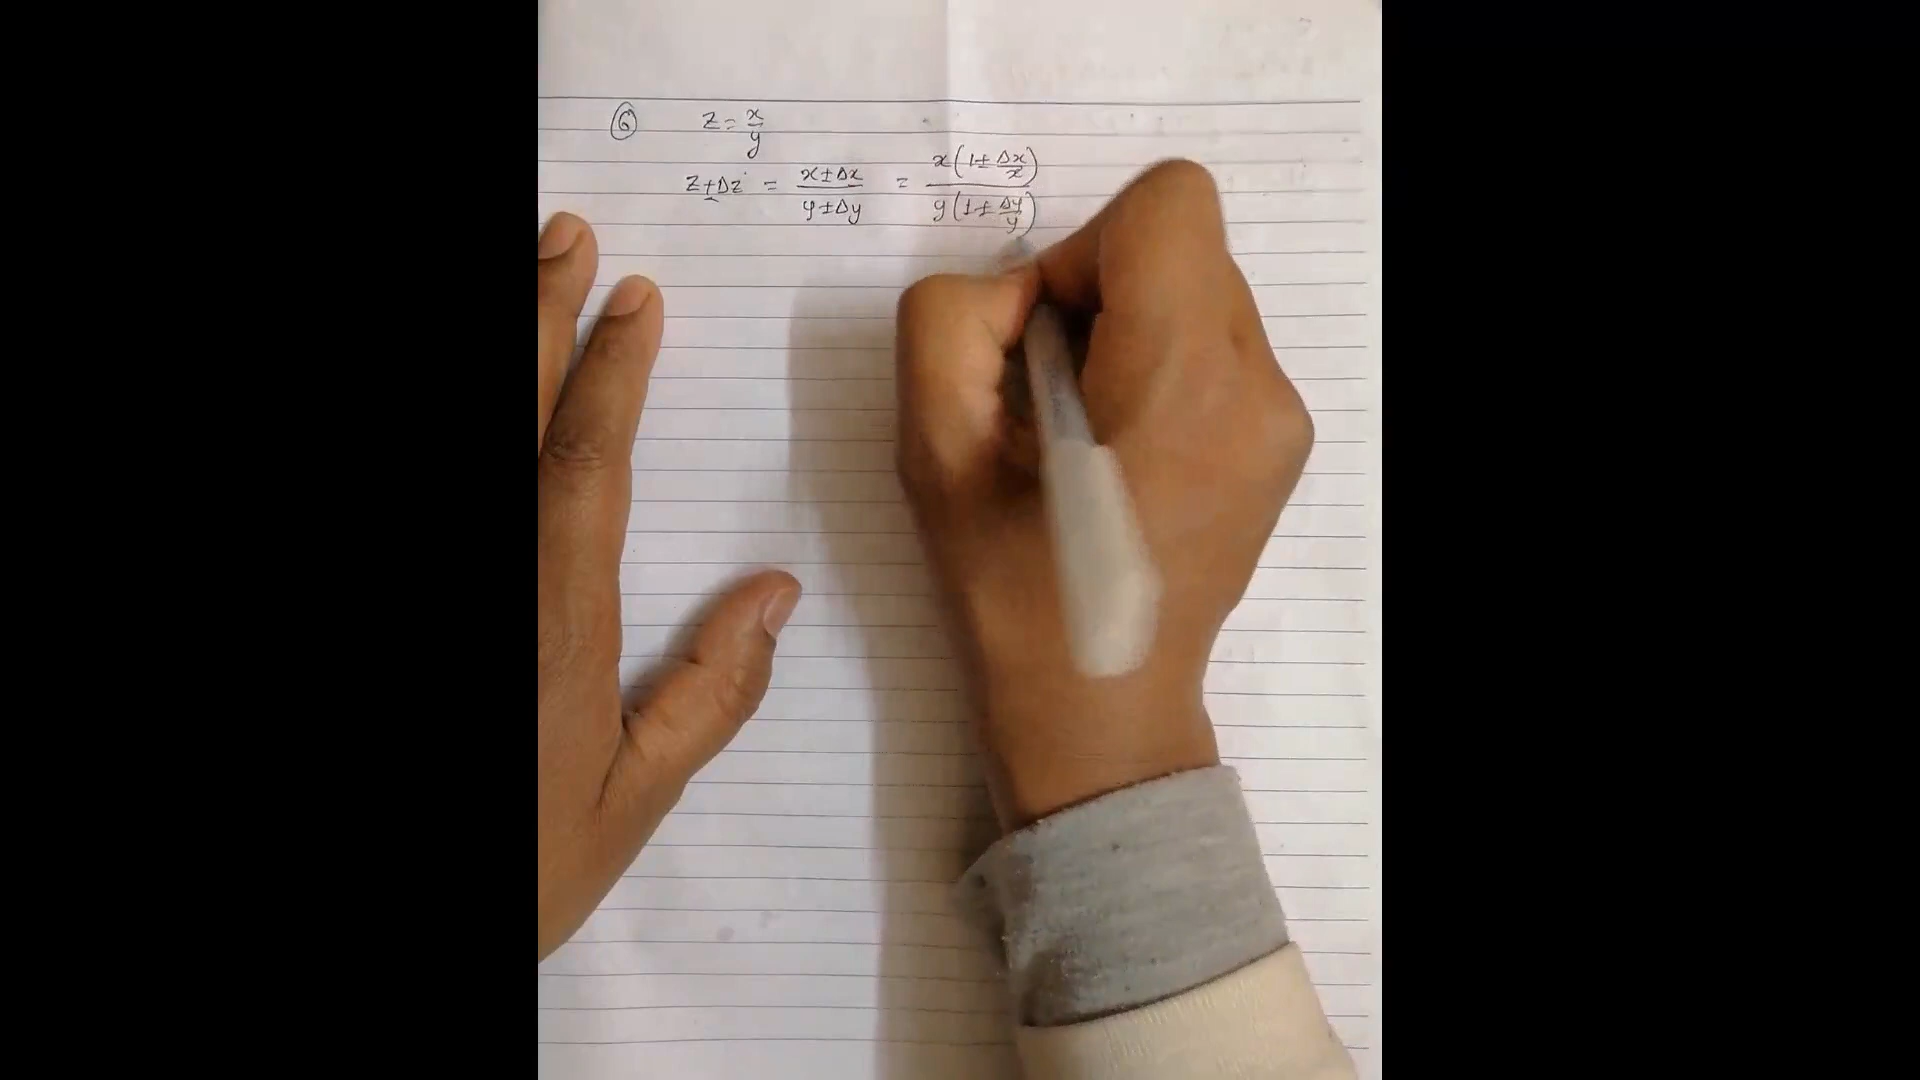 6 z = x/y
z ± Δz = (x ± Δx)/(y ± Δy) = x(1 ± Δx/x)/y(1 ± Δy/y)